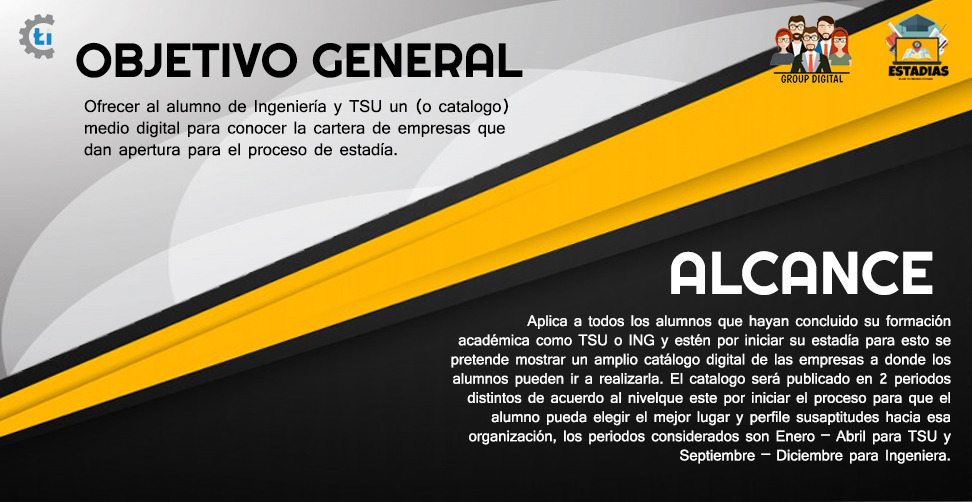 ti
OBJETIVO GENERAL
GROUP DIGITAL
ESTADIAS
Ofrecer al alumno de Ingeniería y TSU un (o catalogo)
medio digital para conocer la cartera de empresas que
dan apertura para el proceso de estadía.
ALCANCE
Aplica a todos los alumnos que hayan concluido su formación
académica como TSU o ING y estén por iniciar su estadía para esto se
pretende mostrar un amplio catálogo digital de las empresas a donde los
alumnos pueden ir a realizarla. El catalogo será publicado en 2 periodos
distintos de acuerdo al nivelque este por iniciar el proceso para que el
alumno pueda elegir el mejor lugar y perfile susaptitudes hacia esa
organización, los periodos considerados son Enero – Abril para TSU y
Septiembre – Diciembre para Ingeniera.